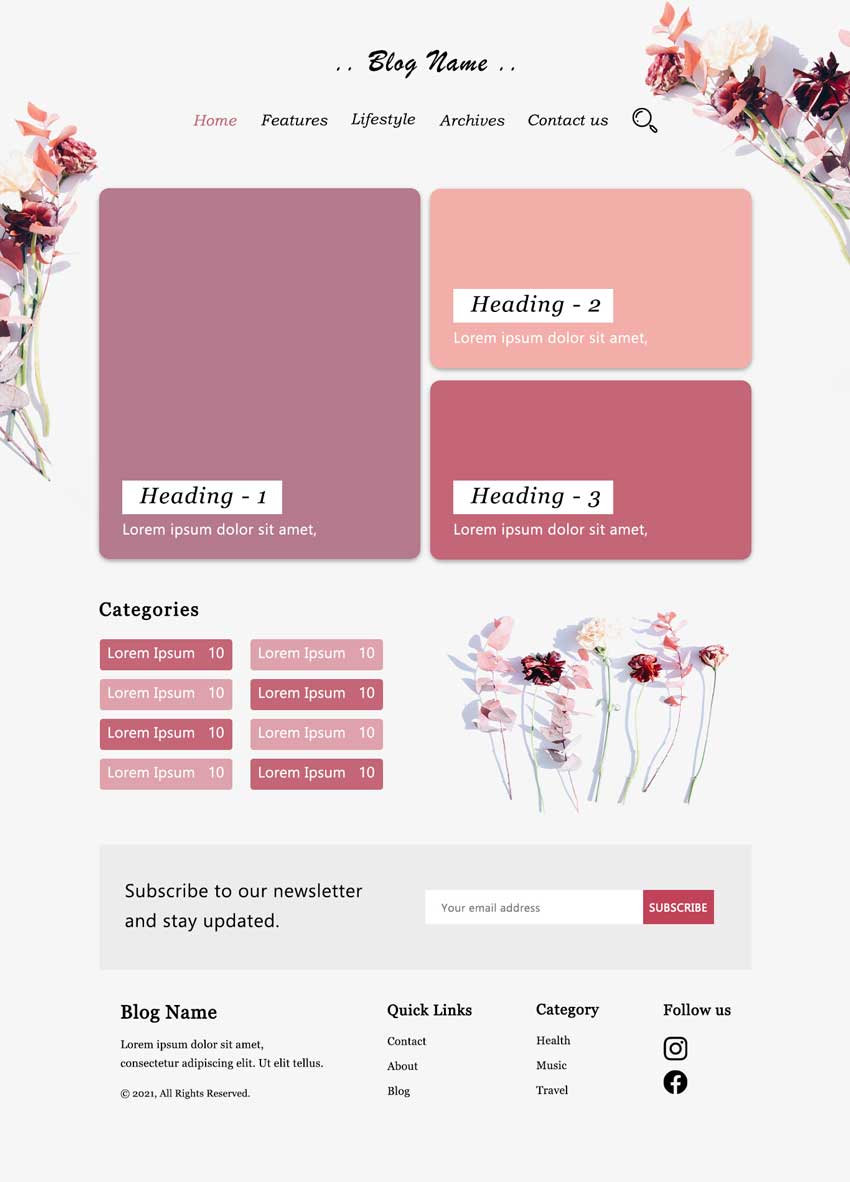 .. Blog Name ..
Home Features Lifestyle Archives Contact us
Heading - 1
Lorem ipsum dolor sit amet,
Heading - 2
Lorem ipsum dolor sit amet,
Heading - 3
Lorem ipsum dolor sit amet,
Categories
Lorem Ipsum 10 Lorem Ipsum 10
Lorem Ipsum 10 Lorem Ipsum 10
Lorem Ipsum 10 Lorem Ipsum 10
Lorem Ipsum 10 Lorem Ipsum 10
Subscribe to our newsletter
and stay updated.
Your email address SUBSCRIBE
Blog Name
Lorem ipsum dolor sit amet,
consectetur adipiscing elit. Ut elit tellus.
© 2021, All Rights Reserved.
Quick Links
Contact
About
Blog
Category
Health
Music
Travel
Follow us